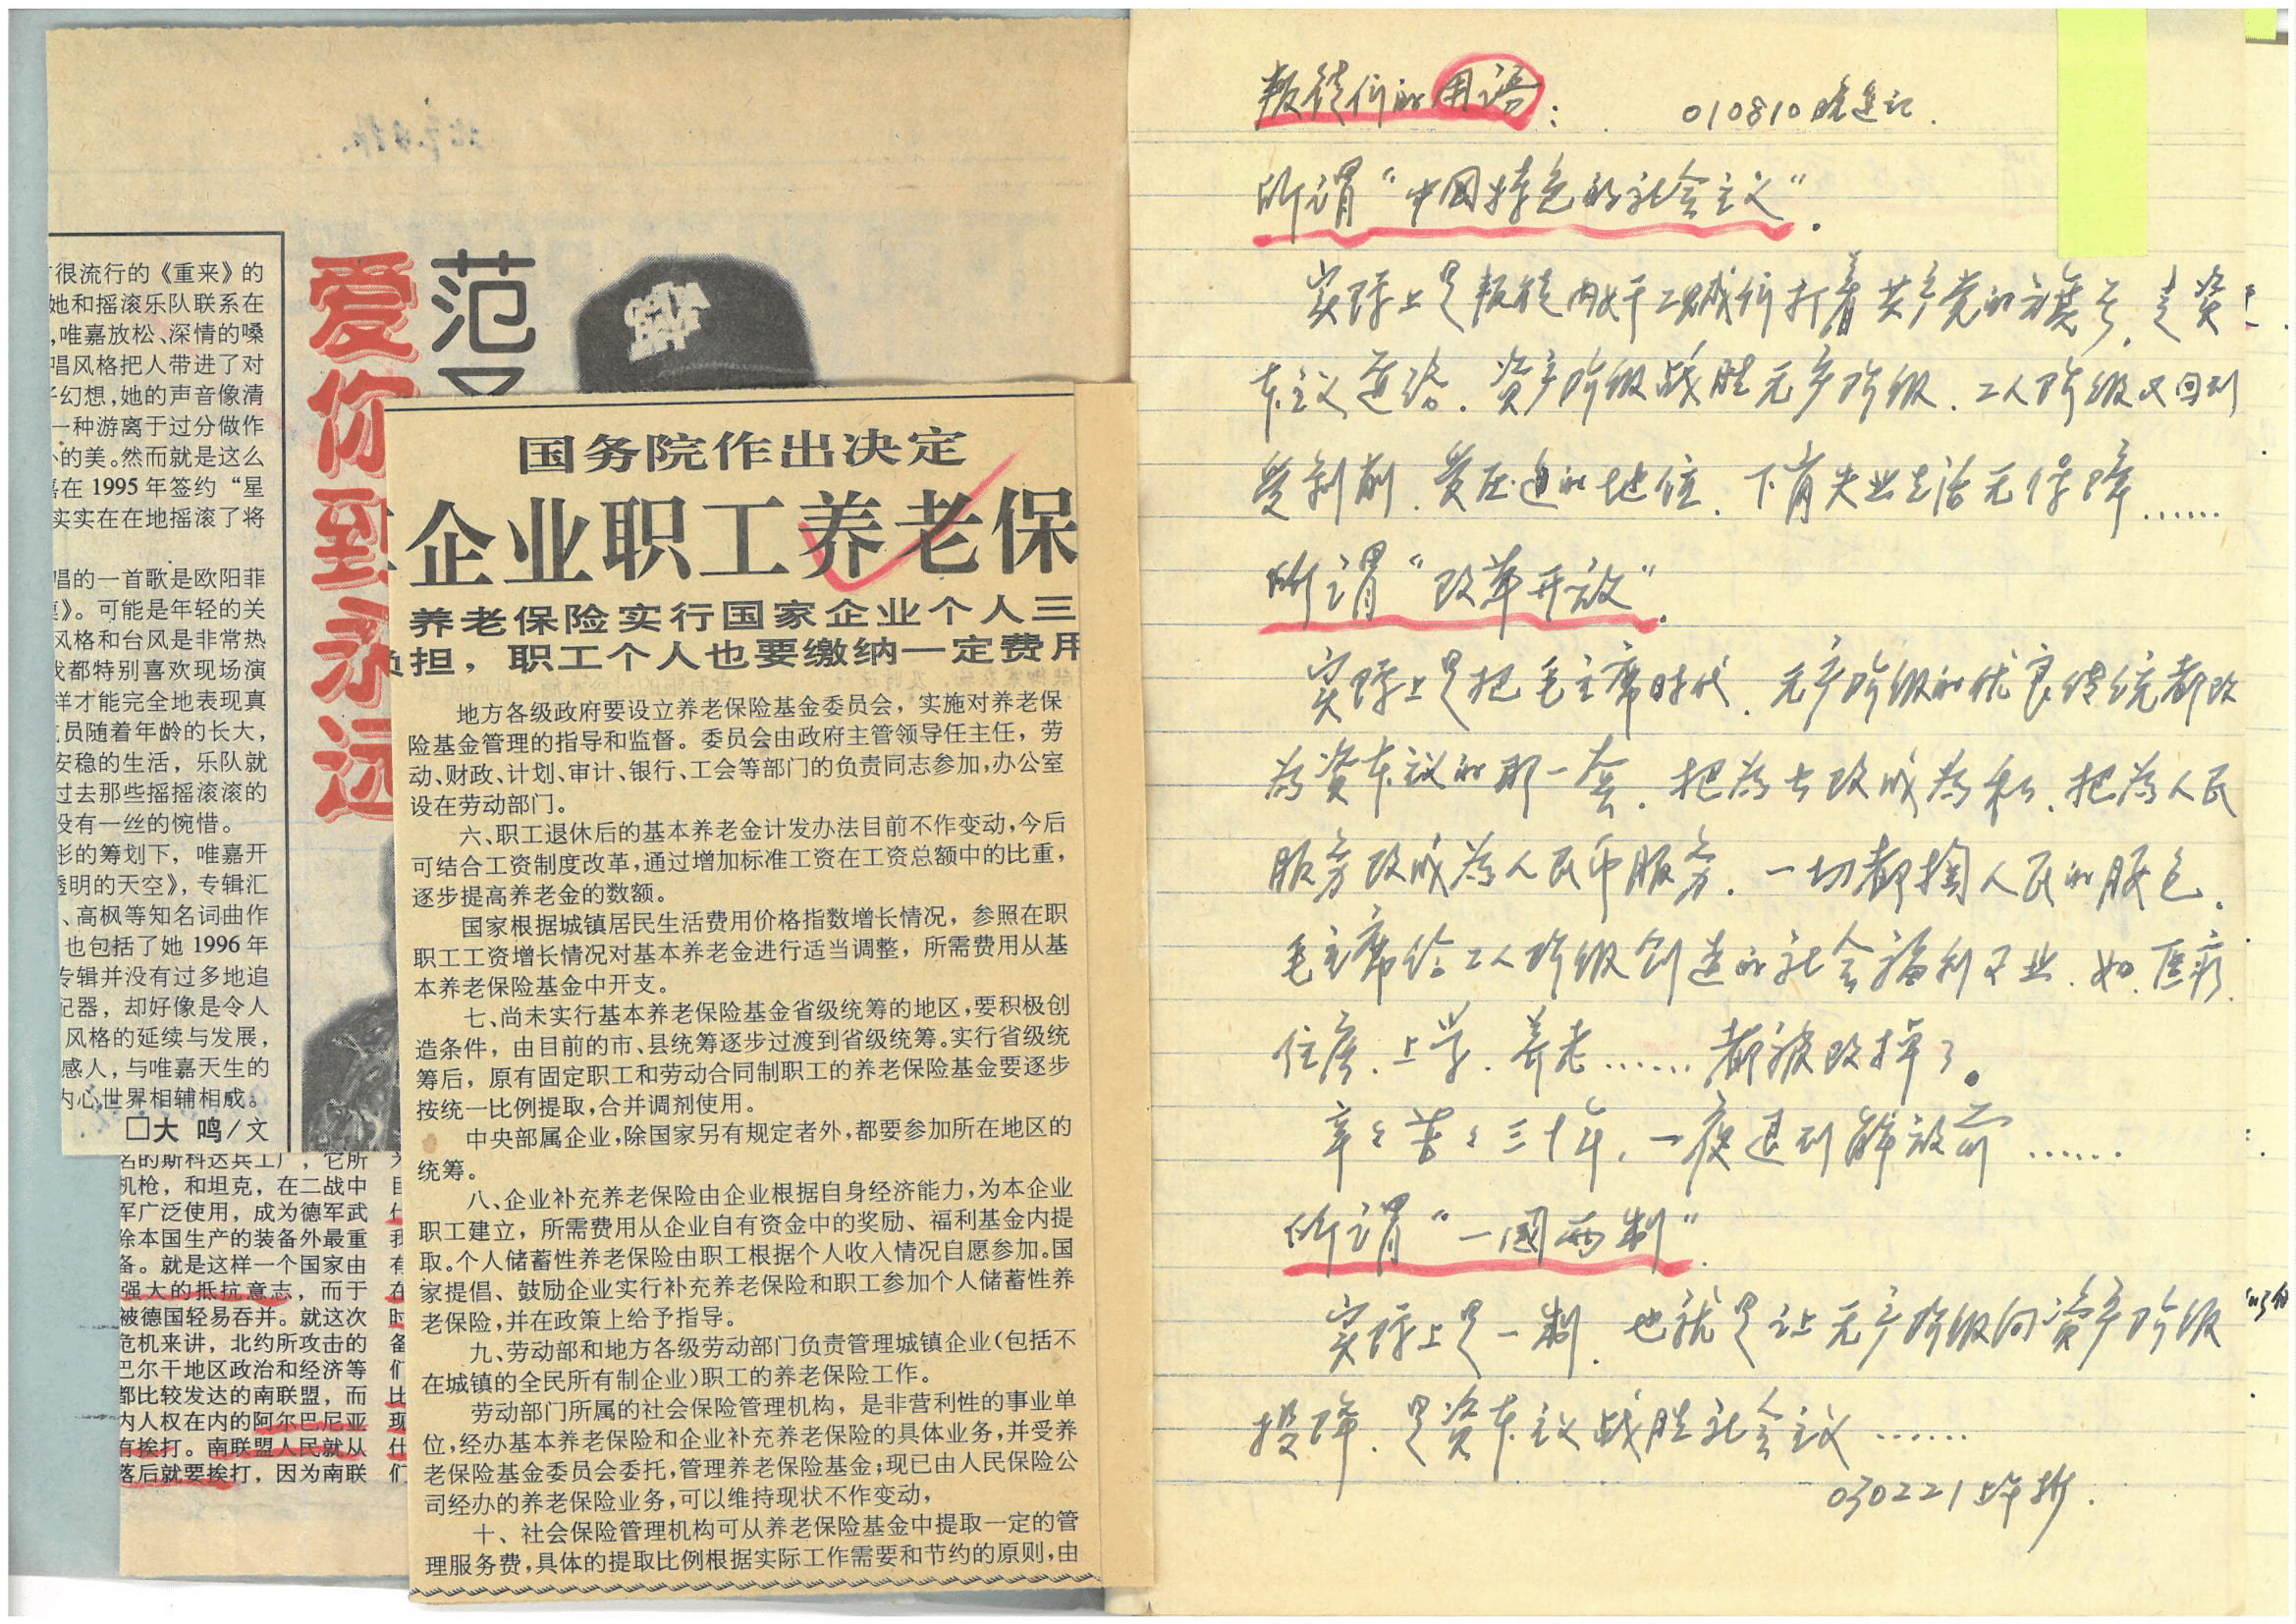 很流行的《重来》的
她和摇滚乐队联系在
,唯嘉放松、深情的嗓
唱风格把人带进了对
幻想,她的声音像清
一种游离于过分做作
的美。然而就是这么
在 1995 年签约“星
实实在在地摇滚了将
唱的一首歌是欧阳菲
》。可能是年轻的关
风格和台风是非常热
都特别喜欢现场演
样才能完全地表现真
员随着年龄的长大,
安稳的生活，乐队就
过去那些摇摇滚滚的
没有一丝的惋惜。
的筹划下，唯嘉开
透明的天空》，专辑汇
、高枫等知名词曲作
也包括了她 1996 年
专辑并没有过多地追
配器，却好像是令人
风格的延续与发展，
感人，与唯嘉天生的
内心世界相辅相成。
□大 鸣/文
爱你到永远
范
名的斯科达兵工厂，它所
机枪，和坦克，在二战中
军广泛使用，成为德军武
除本国生产的装备外最重
备。就是这样一个国家由
强大的抵抗意志，而于
被德国轻易吞并。就这次
危机来讲，北约所攻击的
巴尔干地区政治和经济等
都比较发达的南联盟，而
内人权在内的阿尔巴尼亚
有挨打。南联盟人民就从
落后就要挨打，因为南联
国务院作出决定
企业职工养老保
养老保险实行国家企业个人三
负担，职工个人也要缴纳一定费用
地方各级政府要设立养老保险基金委员会，实施对养老保
险基金管理的指导和监督。委员会由政府主管领导任主任，劳
动、财政、计划、审计、银行、工会等部门的负责同志参加,办公室
设在劳动部门。
六、职工退休后的基本养老金计发办法目前不作变动,今后
可结合工资制度改革,通过增加标准工资在工资总额中的比重，
逐步提高养老金的数额。
国家根据城镇居民生活费用价格指数增长情况，参照在职
职工工资增长情况对基本养老金进行适当调整，所需费用从基
本养老保险基金中开支。
七、尚未实行基本养老保险基金省级统筹的地区,要积极创
造条件，由目前的市、县统筹逐步过渡到省级统筹。实行省级统
筹后，原有固定职工和劳动合同制职工的养老保险基金要逐步
按统一比例提取,合并调剂使用。
中央部属企业,除国家另有规定者外,都要参加所在地区的
统筹。
八、企业补充养老保险由企业根据自身经济能力,为本企业
职工建立，所需费用从企业自有资金中的奖励、福利基金内提
取。个人储蓄性养老保险由职工根据个人收入情况自愿参加。国
家提倡、鼓励企业实行补充养老保险和职工参加个人储蓄性养
老保险,并在政策上给予指导。
九、劳动部和地方各级劳动部门负责管理城镇企业(包括不
在城镇的全民所有制企业)职工的养老保险工作。
劳动部门所属的社会保险管理机构，是非营利性的事业单
位,经办基本养老保险和企业补充养老保险的具体业务,并受养
老保险基金委员会委托,管理养老保险基金;现已由人民保险公
司经办的养老保险业务,可以维持现状不作变动,
十、社会保险管理机构可从养老保险基金中提取一定的管
理服务费,具体的提取比例根据实际工作需要和节约的原则,由
叛徒们的用语： 010810晚追记.
所谓“中國特色的社会主义”.
实际上是叛徒内奸工贼们打着共产党的旗号，走资
本主义道路．资产阶级战胜无产阶级．工人阶级又回到
受剥削．受压迫的地位．下岗失业生活无保障……
所谓“改革开放”.
实际上是把毛主席时代．无产阶级的优良传统都改
为资本主义的那一套．把为公改成为私．把为人民
服务改成为人民币服务．一切都掏人民的腰包．
毛主席给工人阶级创造的社会福利事业．如．医疗．
住房．上学．养老……都被改掉了。
辛辛苦苦三十年，一夜退到解放前……
所谓“一國两制”.
实际上是一制．也就是让无产阶级向资产阶级
投降．是资本主义战胜社会主义……
030221上午抄．